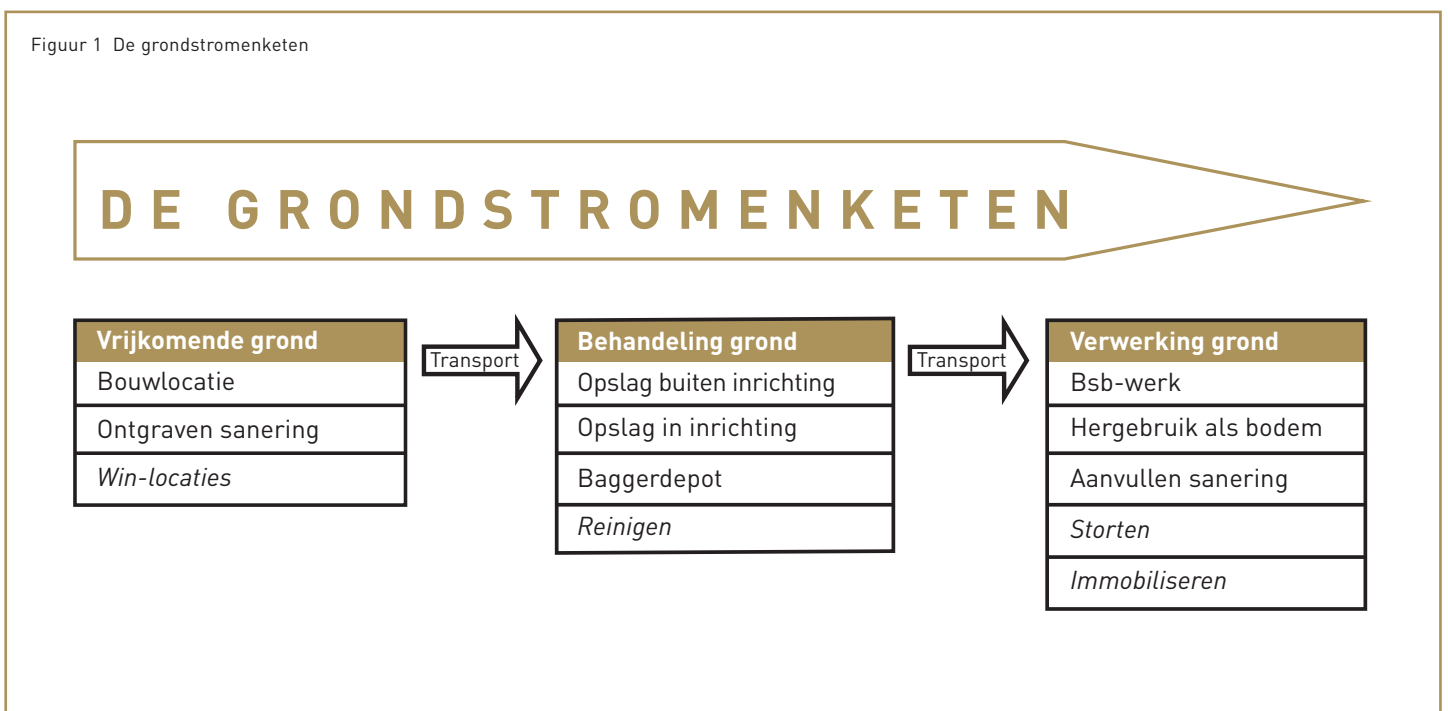 Figuur 1 De grondstromenketen
DE GRONDSTROMENKETEN
Vrijkomende grond
Bouwlocatie
Ontgraven sanering
Win-locaties
Transport
Behandeling grond
Opslag buiten inrichting
Opslag in inrichting
Baggerdepot
Reinigen
Transport
Verwerking grond
Bsb-werk
Hergebruik als bodem
Aanvullen sanering
Storten
Immobiliseren